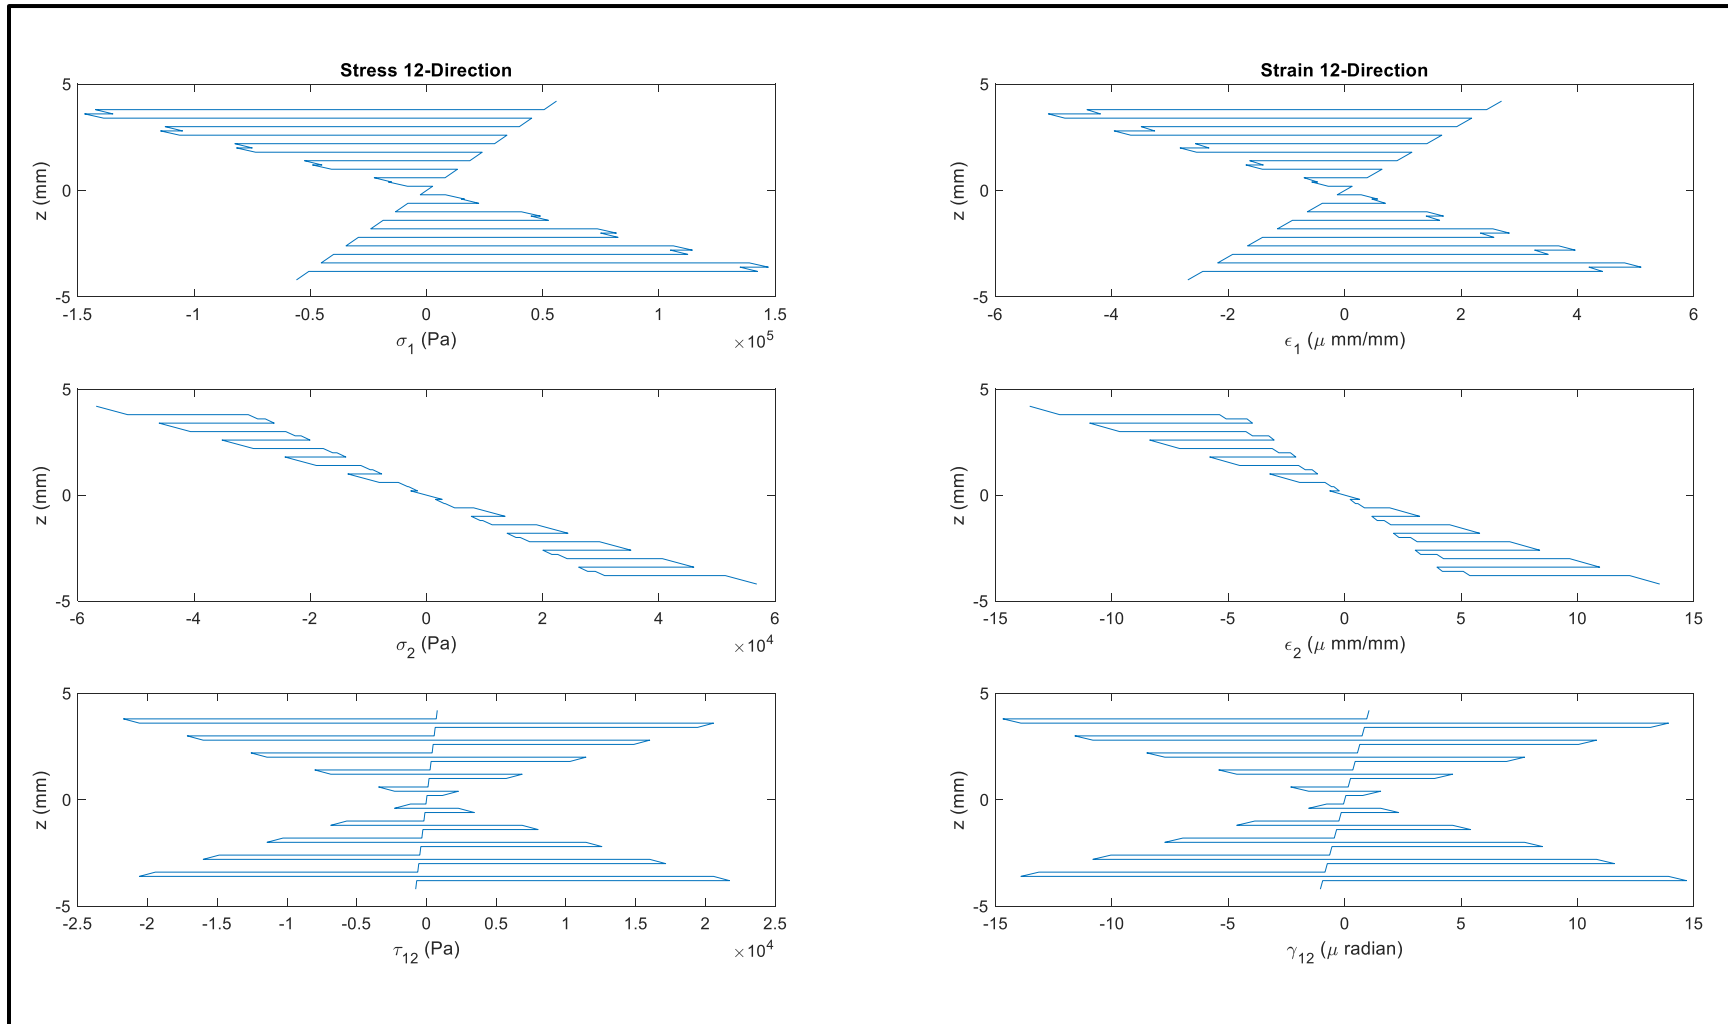 Stress 12-Direction
5
0
-5
z (mm)
-1.5 -1 -0.5 0 0.5 1 1.5
σ1 (Pa) ×10^5
Strain 12-Direction
5
0
-5
z (mm)
-6 -4 -2 0 2 4 6
ϵ1 (μ mm/mm)
5
0
-5
z (mm)
-6 -4 -2 0 2 4 6
σ2 (Pa) ×10^4
5
0
-5
z (mm)
-15 -10 -5 0 5 10 15
ϵ2 (μ mm/mm)
5
0
-5
z (mm)
-2.5 -2 -1.5 -1 -0.5 0 0.5 1 1.5 2 2.5
τ12 (Pa) ×10^4
5
0
-5
z (mm)
-15 -10 -5 0 5 10 15
γ12 (μ radian)